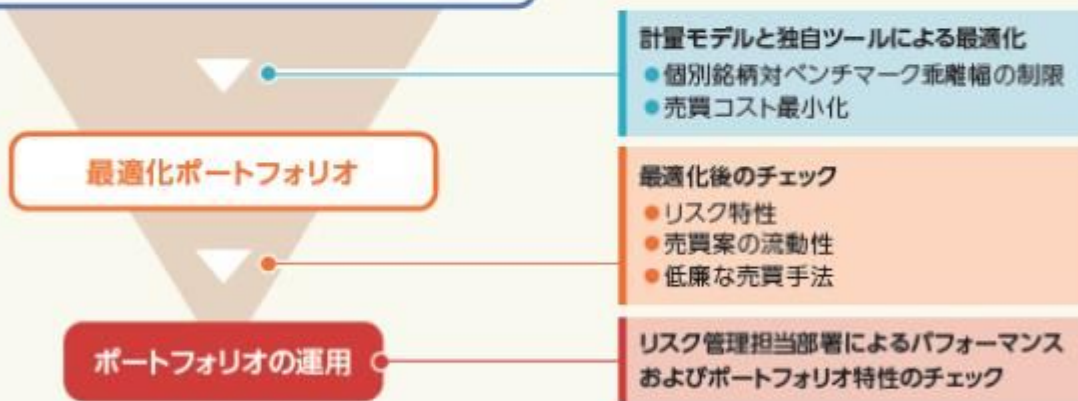 計量モデルと独自ツールによる最適化
●個別銘柄対ベンチマーク乖離幅の制限
●売買コスト最小化
最適化ポートフォリオ
最適化後のチェック
●リスク特性
●売買案の流動性
●低廉な売買手法
ポートフォリオの運用
リスク管理担当部署によるパフォーマンス
およびポートフォリオ特性のチェック